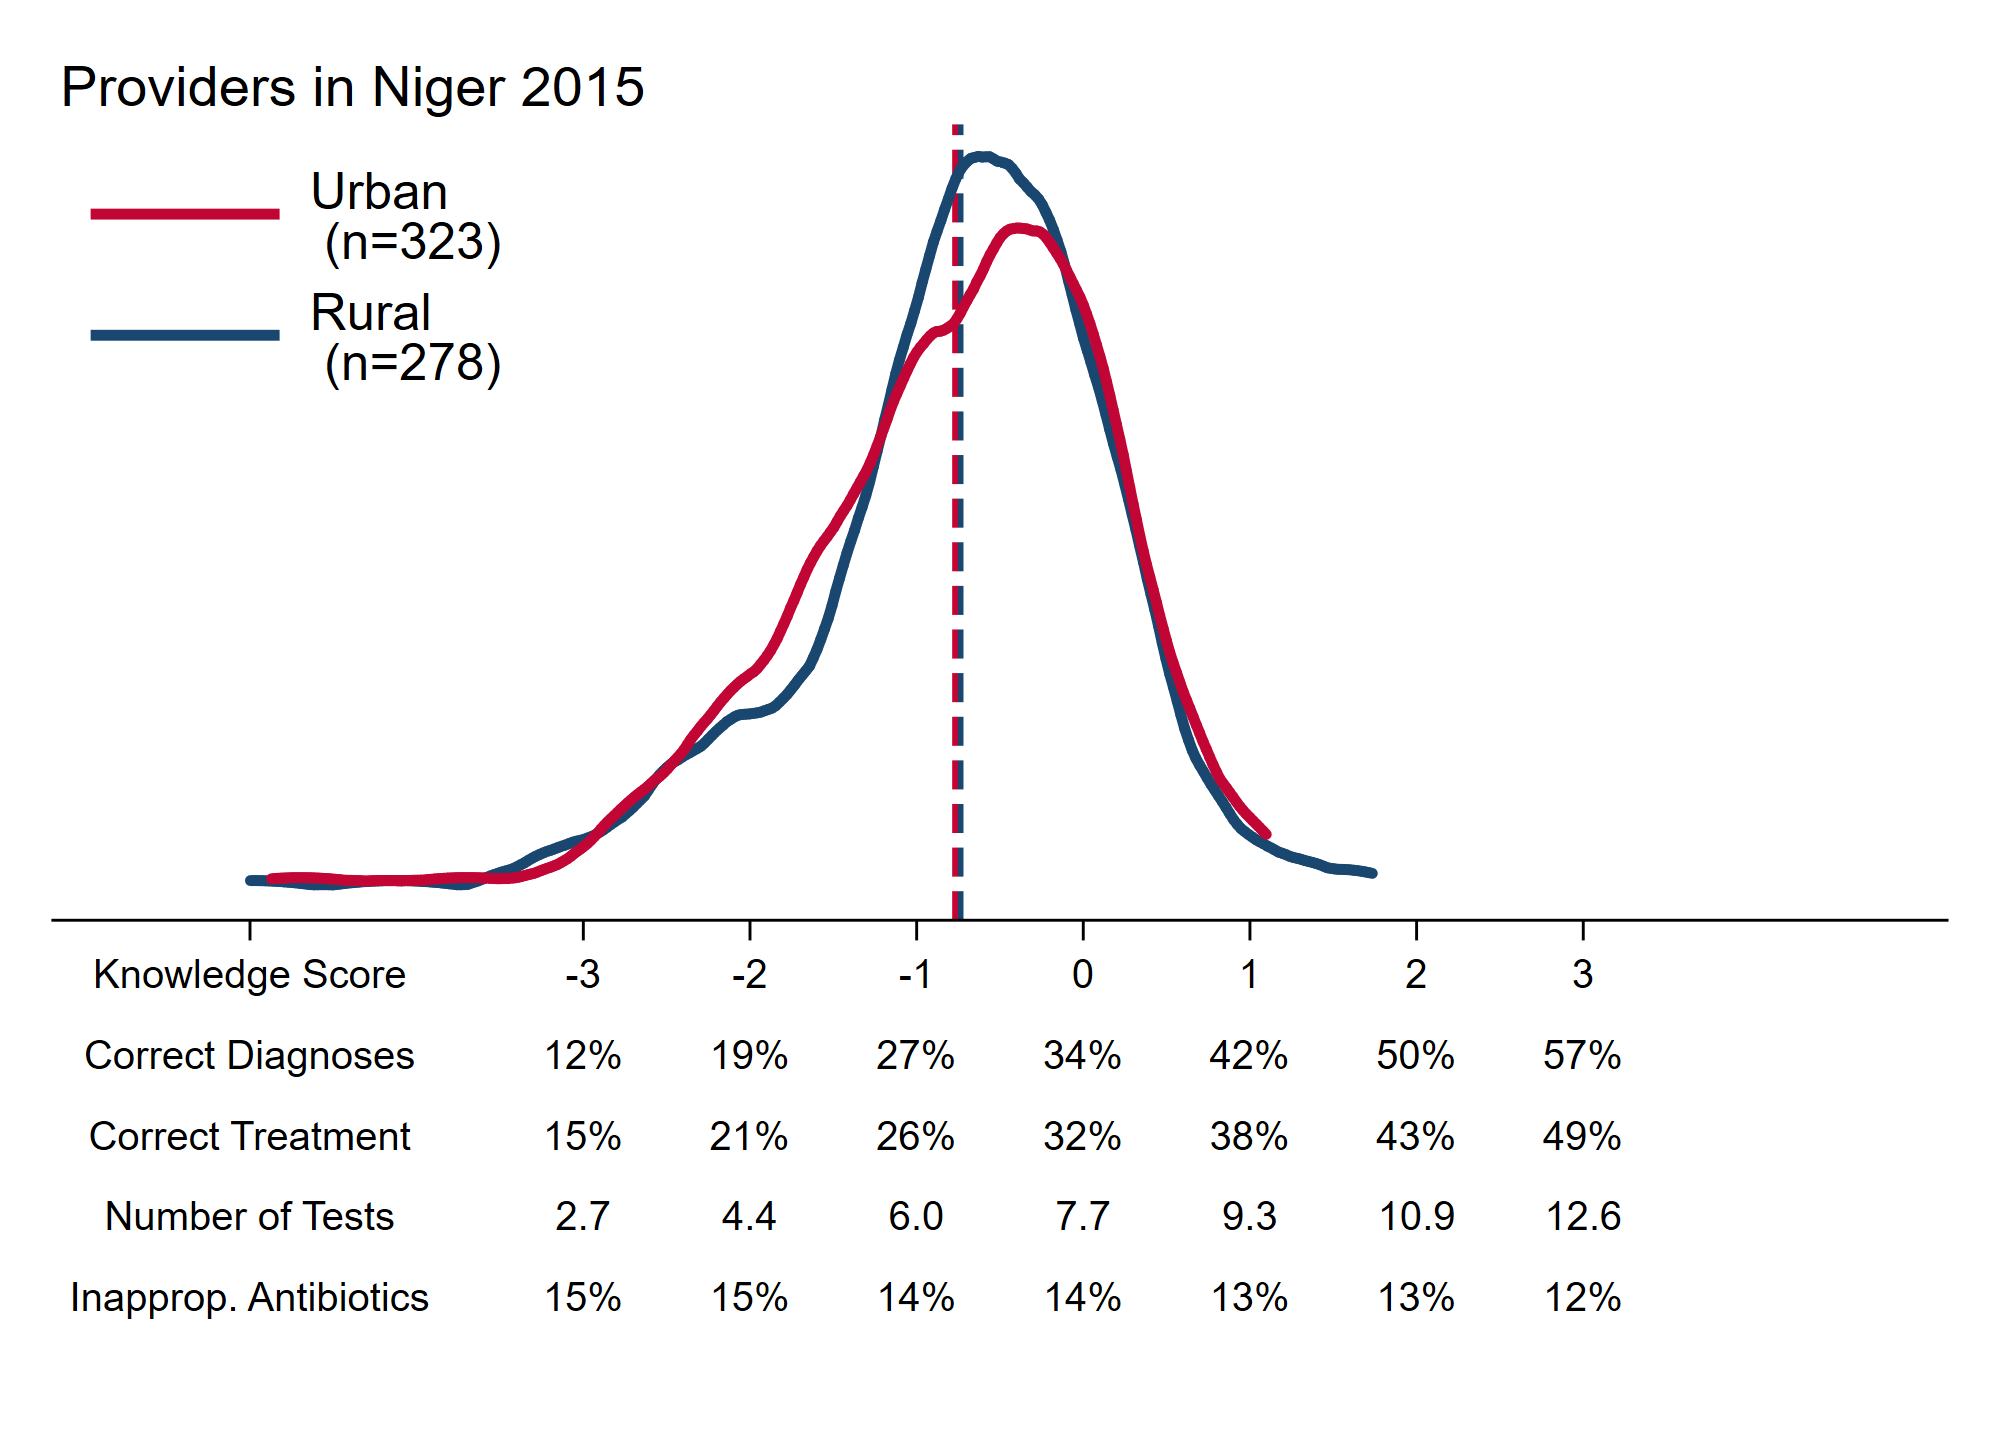 Providers in Niger 2015
Urban
(n=323)
Rural
(n=278)
Knowledge Score -3 -2 -1 0 1 2 3
Correct Diagnoses 12% 19% 27% 34% 42% 50% 57%
Correct Treatment 15% 21% 26% 32% 38% 43% 49%
Number of Tests 2.7 4.4 6.0 7.7 9.3 10.9 12.6
Inapprop. Antibiotics 15% 15% 14% 14% 13% 13% 12%